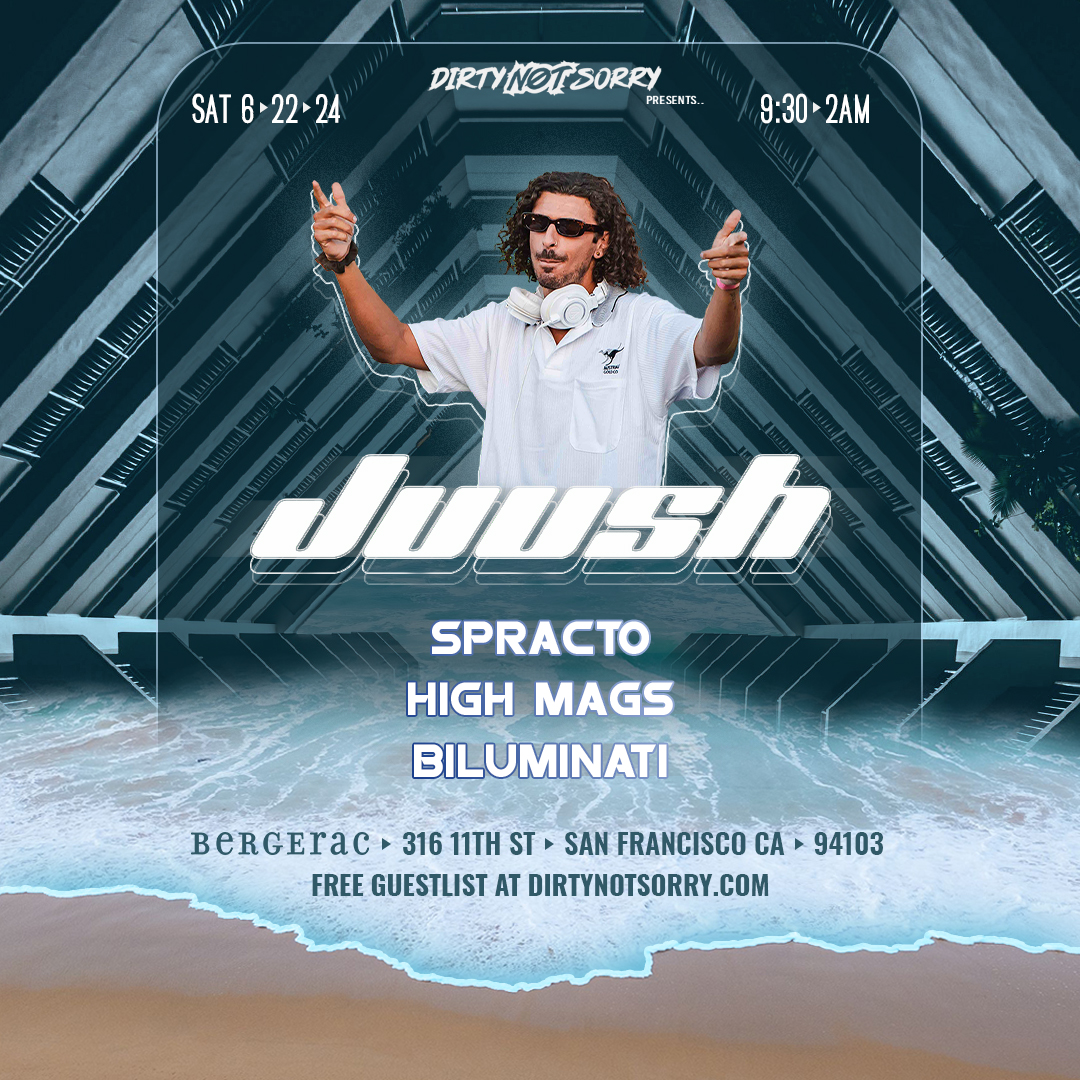 DIRTY NOT SORRY
PRESENTS..
SAT 6▸22▸24
9:30▸2AM
Juush
SPRACTO
HIGH MAGS
BILUMINATI
BeRGErac ▸ 316 11TH ST ▸ SAN FRANCISCO CA ▸ 94103
FREE GUESTLIST AT DIRTYNOTSORRY.COM